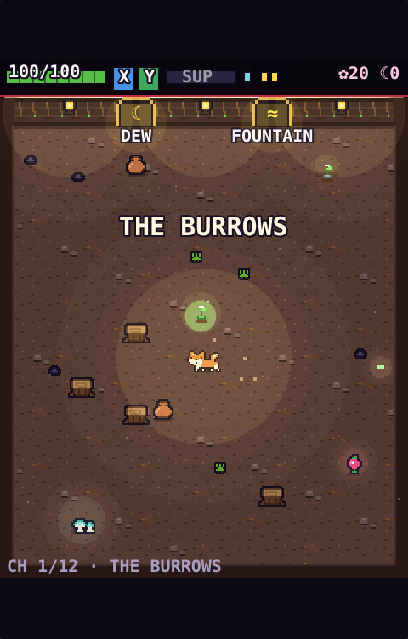 100/100 X Y SUP ✿20 ☾0
DEW FOUNTAIN
THE BURROWS
CH 1/12 · THE BURROWS